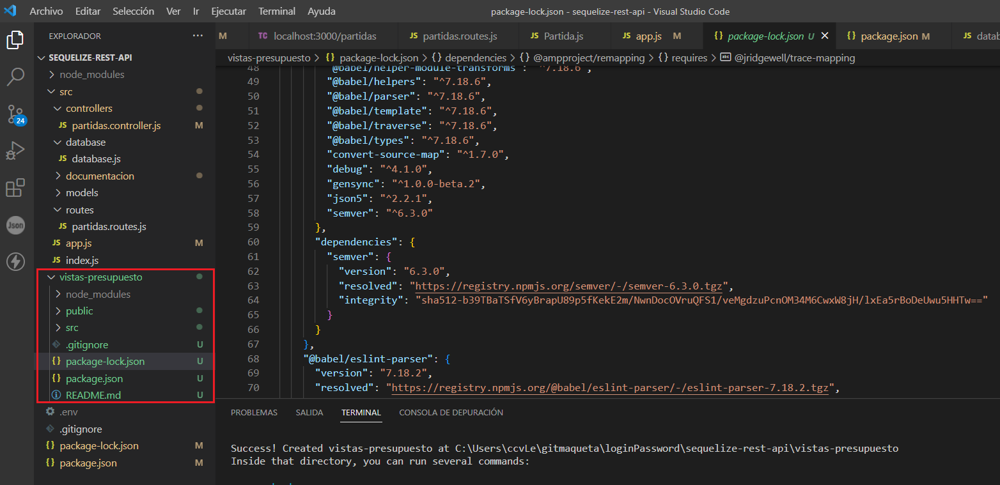 Archivo Editar Selección Ver Ir Ejecutar Terminal Ayuda
package-lock.json - sequelize-rest-api - Visual Studio Code
EXPLORADOR ...
SEQUELIZE-REST-API
node_modules
src
controllers
JS partidas.controller.js M
database
JS database.js
documentacion
models
routes
JS partidas.routes.js
JS app.js M
JS index.js
vistas-presupuesto
node_modules
public
src
.gitignore U
{} package-lock.json U
{} package.json U
README.md U
.env
.gitignore
{} package-lock.json M
{} package.json M
24
Json
M
TC localhost:3000/partidas
JS partidas.routes.js
JS Partida.js
JS app.js M
{} package-lock.json U
{} package.json M
JS datab
vistas-presupuesto > {} package-lock.json > {} dependencies > {} @ampproject/remapping > {} requires > abc @jridgewell/trace-mapping
48 "@babel/helper-module-transforms": "^7.18.6",
49 "@babel/helpers": "^7.18.6",
50 "@babel/parser": "^7.18.6",
51 "@babel/template": "^7.18.6",
52 "@babel/traverse": "^7.18.6",
53 "@babel/types": "^7.18.6",
54 "convert-source-map": "^1.7.0",
55 "debug": "^4.1.0",
56 "gensync": "^1.0.0-beta.2",
57 "json5": "^2.2.1",
58 "semver": "^6.3.0"
59 },
60 "dependencies": {
61 "semver": {
62 "version": "6.3.0",
63 "resolved": "https://registry.npmjs.org/semver/-/semver-6.3.0.tgz",
64 "integrity": "sha512-b39TBaTSfV6yBrapU89p5fKekE2m/NwnDocOVruQFS1/veMgdzuPcnOM34M6CwxW8jH/lxEa5rBoDeUwu5HHTw=="
65 }
66 }
67 },
68 "@babel/eslint-parser": {
69 "version": "7.18.2",
70 "resolved": "https://registry.npmjs.org/@babel/eslint-parser/-/eslint-parser-7.18.2.tgz",
PROBLEMAS SALIDA TERMINAL CONSOLA DE DEPURACIÓN
Success! Created vistas-presupuesto at C:\Users\ccvLe\gitmaqueta\loginPassword\sequelize-rest-api\vistas-presupuesto
Inside that directory, you can run several commands: